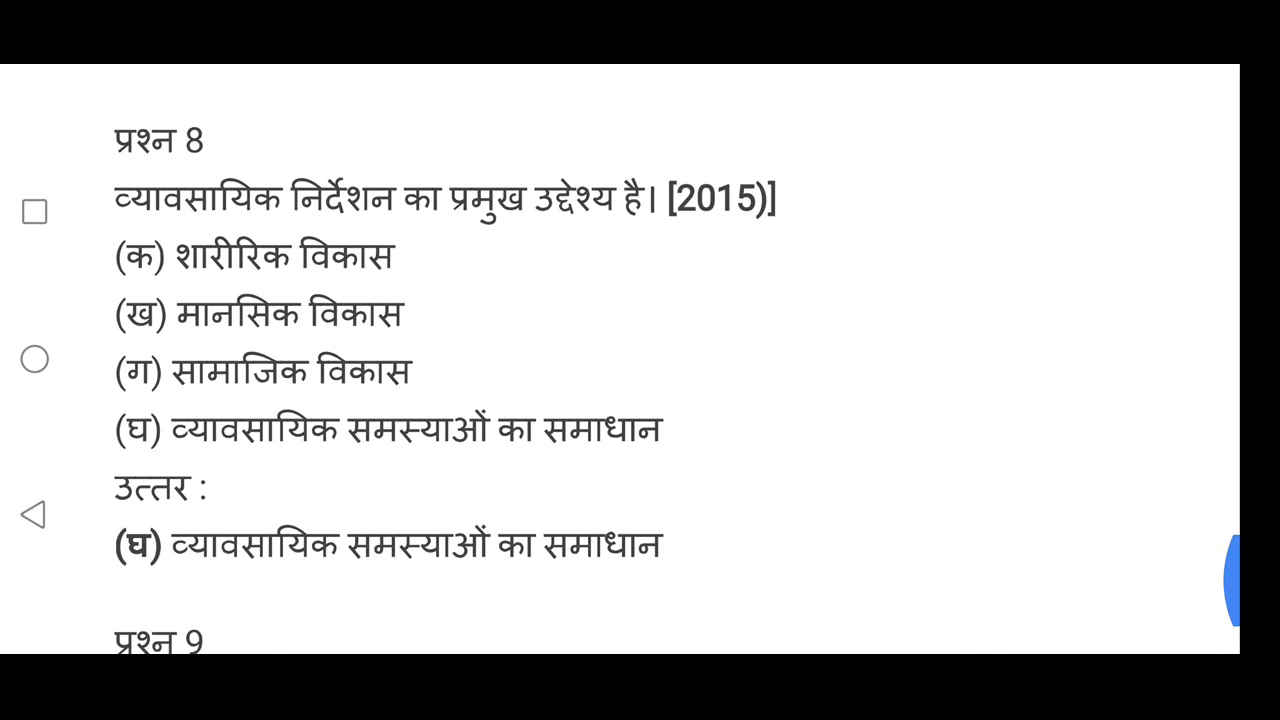 प्रश्न 8
व्यावसायिक निर्देशन का प्रमुख उद्देश्य है। [2015)]
(क) शारीरिक विकास
(ख) मानसिक विकास
(ग) सामाजिक विकास
(घ) व्यावसायिक समस्याओं का समाधान
उत्तर :
(घ) व्यावसायिक समस्याओं का समाधान
प्रश्न 9